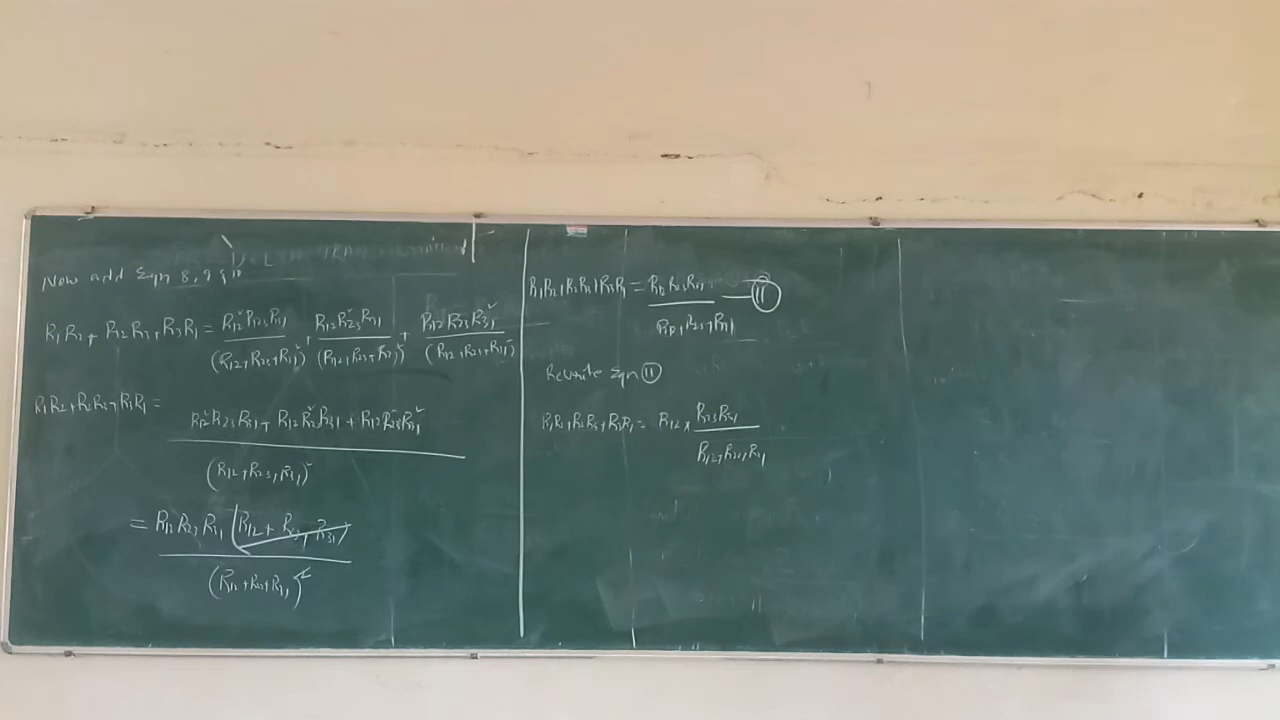 Now add Eqn 8, 9 & 10
R₁R₂ + R₂R₃ + R₃R₁ = R₁₂²R₂₃R₃₁ / (R₁₂+R₂₃+R₃₁)² + R₁₂R₂₃²R₃₁ / (R₁₂+R₂₃+R₃₁)² + R₁₂R₂₃R₃₁² / (R₁₂+R₂₃+R₃₁)²
R₁R₂ + R₂R₃ + R₃R₁ =
R₁₂²R₂₃R₃₁ + R₁₂R₂₃²R₃₁ + R₁₂R₂₃R₃₁²
(R₁₂+R₂₃+R₃₁)²
= R₁₂R₂₃R₃₁ (R₁₂+R₂₃+R₃₁)
(R₁₂+R₂₃+R₃₁)²
R₁R₂+R₂R₃+R₃R₁ = R₁₂R₂₃R₃₁ — 11
R₁₂+R₂₃+R₃₁
Rewrite Eqn 11
R₁R₂+R₂R₃+R₃R₁ = R₁₂ × R₂₃R₃₁
R₁₂+R₂₃+R₃₁